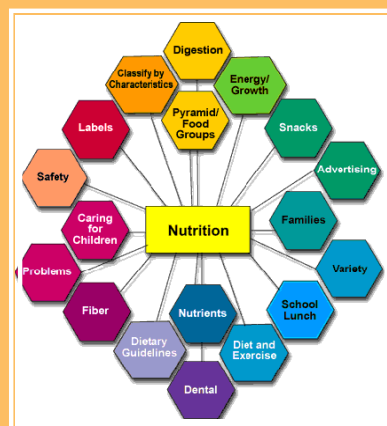 Digestion
Classify by
Characteristics
Energy/
Growth
Pyramid/
Food
Groups
Labels
Snacks
Safety
Advertising
Caring
for
Children
Nutrition
Families
Problems
Variety
Fiber
Nutrients
School
Lunch
Dietary
Guidelines
Diet and
Exercise
Dental